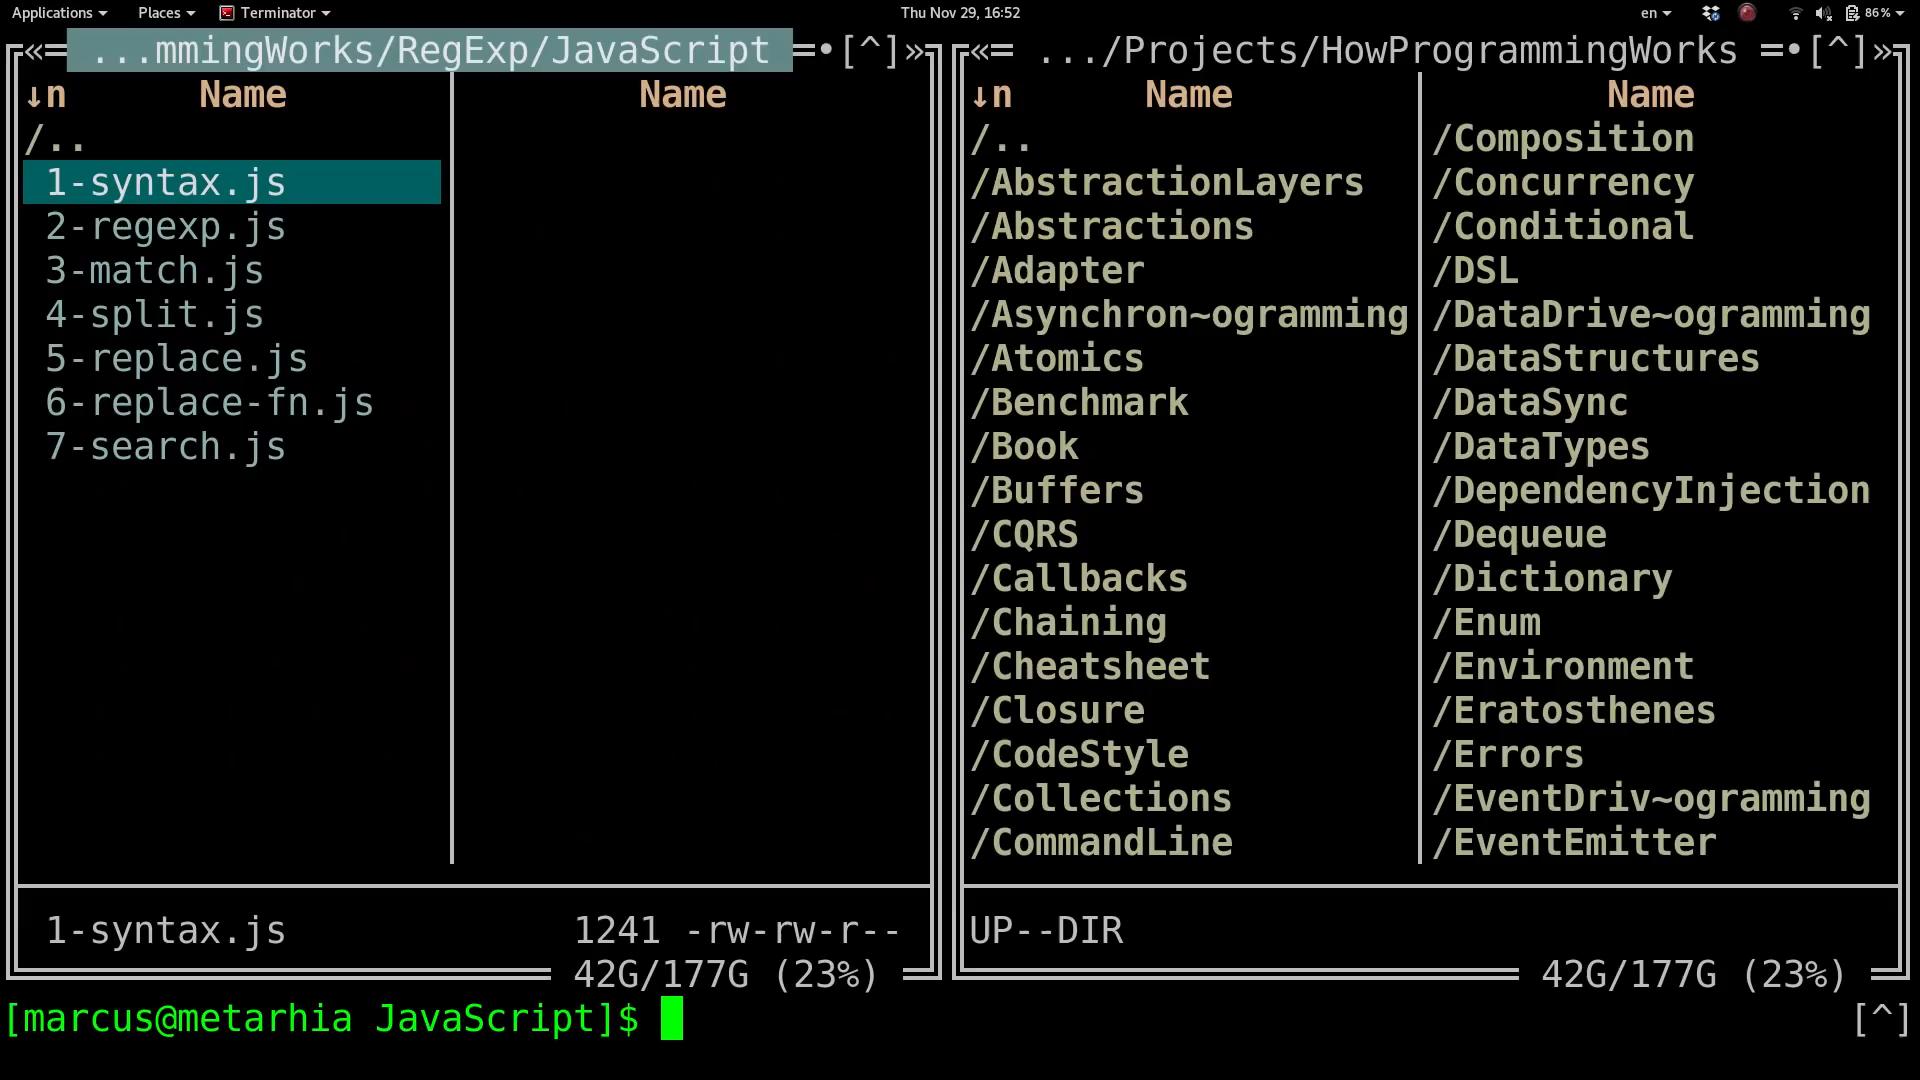 Applications Places Terminator Thu Nov 29, 16:52 en 86%
«═ ...mmingWorks/RegExp/JavaScript ═•[^]»
↓n Name Name
/..
1-syntax.js
2-regexp.js
3-match.js
4-split.js
5-replace.js
6-replace-fn.js
7-search.js
1-syntax.js 1241 -rw-rw-r--
42G/177G (23%)
«═ .../Projects/HowProgrammingWorks ═•[^]»
↓n Name Name
/..
/AbstractionLayers
/Abstractions
/Adapter
/Asynchron~ogramming
/Atomics
/Benchmark
/Book
/Buffers
/CQRS
/Callbacks
/Chaining
/Cheatsheet
/Closure
/CodeStyle
/Collections
/CommandLine
/Composition
/Concurrency
/Conditional
/DSL
/DataDrive~ogramming
/DataStructures
/DataSync
/DataTypes
/DependencyInjection
/Dequeue
/Dictionary
/Enum
/Environment
/Eratosthenes
/Errors
/EventDriv~ogramming
/EventEmitter
UP--DIR
42G/177G (23%)
[marcus@metarhia JavaScript]$ [^]